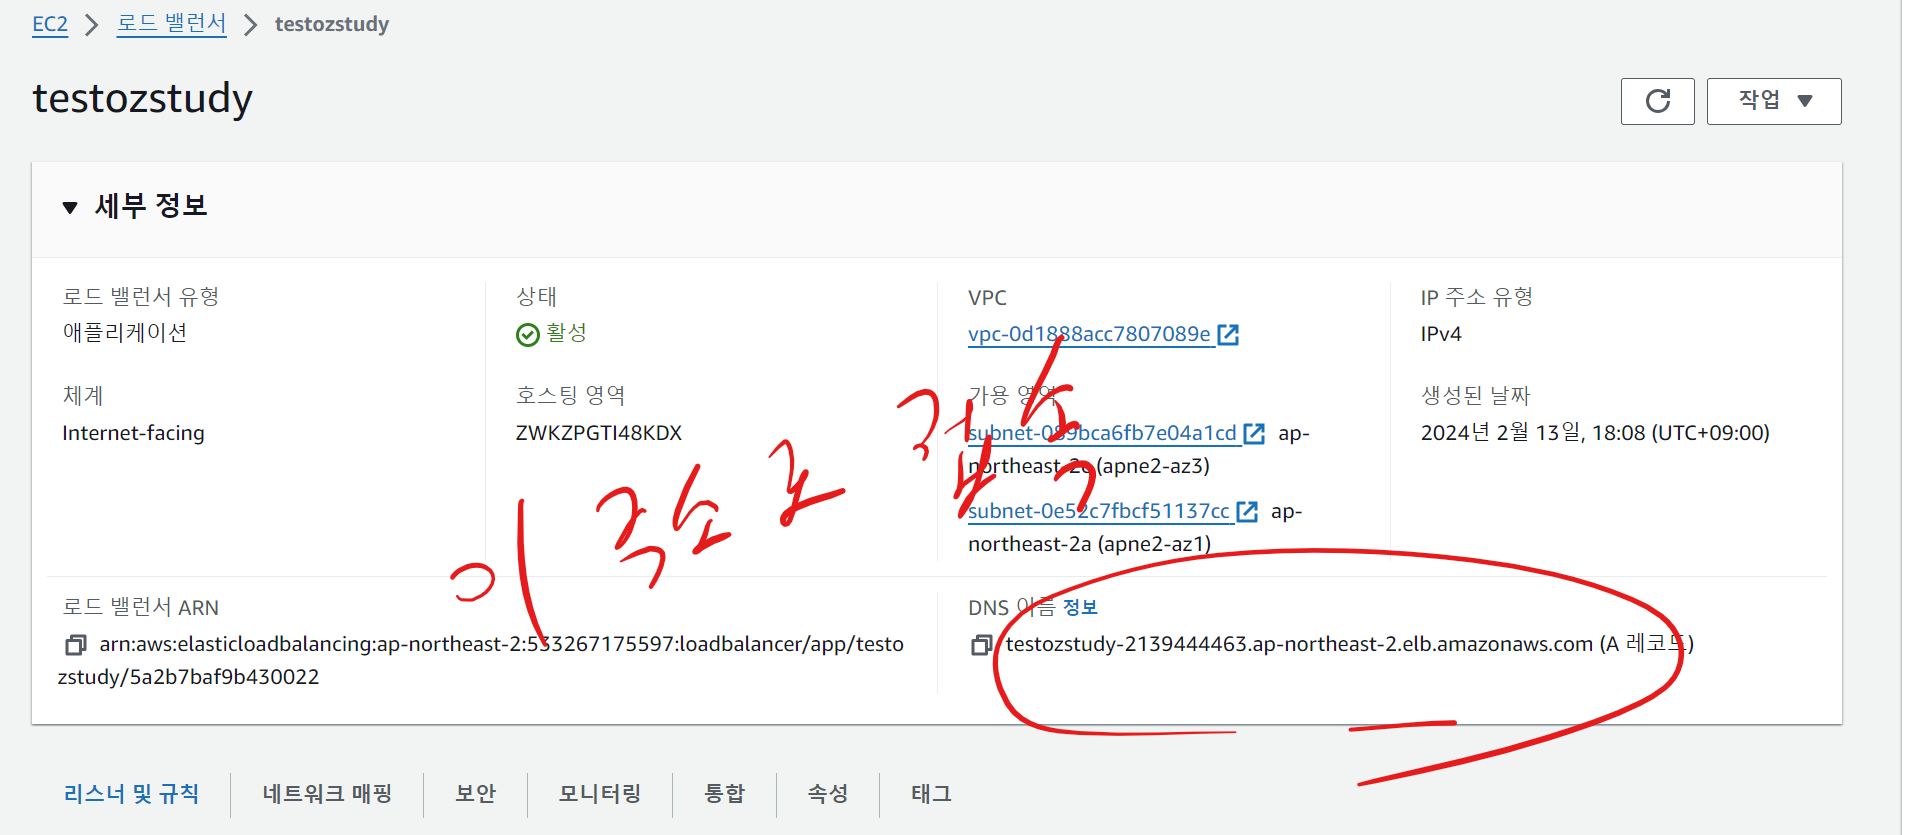 EC2 > 로드 밸런서 > testozstudy
testozstudy
작업
세부 정보
로드 밸런서 유형
애플리케이션
상태
활성
VPC
vpc-0d1888acc7807089e
IP 주소 유형
IPv4
체계
Internet-facing
호스팅 영역
ZWKZPGTI48KDX
가용 영역
subnet-089bca6fb7e04a1cd ap-
northeast-2c (apne2-az3)
subnet-0e52c7fbcf51137cc ap-
northeast-2a (apne2-az1)
생성된 날짜
2024년 2월 13일, 18:08 (UTC+09:00)
이 주소로 접속
로드 밸런서 ARN
arn:aws:elasticloadbalancing:ap-northeast-2:533267175597:loadbalancer/app/testo
zstudy/5a2b7baf9b430022
DNS 이름 정보
testozstudy-2139444463.ap-northeast-2.elb.amazonaws.com (A 레코드)
리스너 및 규칙
네트워크 매핑
보안
모니터링
통합
속성
태그